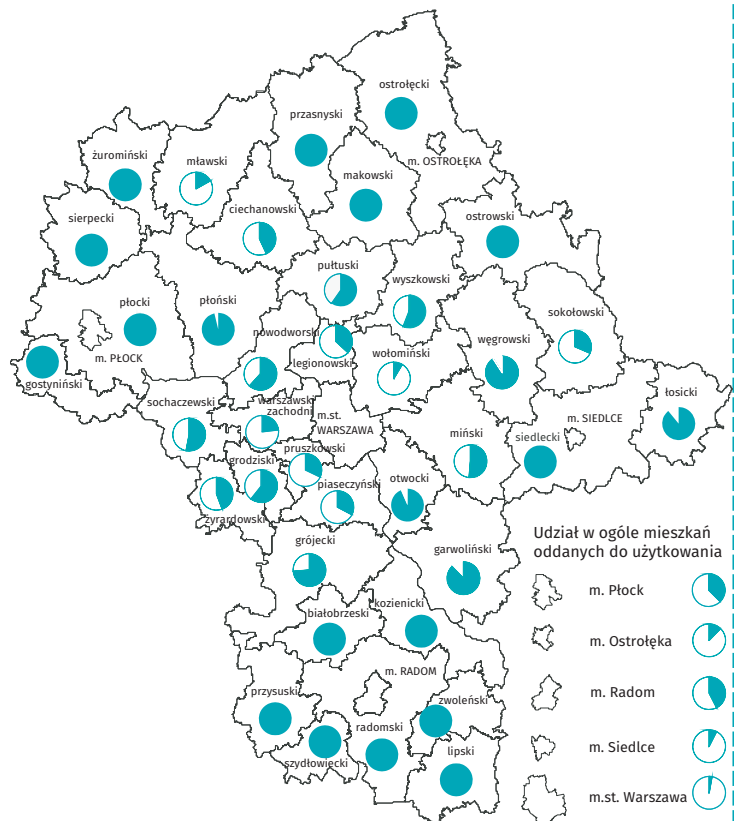 ostrołęcki
przasnyski
żuromiński
mławski
m. OSTROŁĘKA
makowski
ciechanowski
sierpecki
ostrowski
pułtuski
wyszkowski
płocki
płoński
sokołowski
nowodworski
węgrowski
m. PŁOCK
legionowski
wołomiński
gostyniński
łosicki
sochaczewski
warszawski
zachodni
m.st.
WARSZAWA
m. SIEDLCE
miński
siedlecki
pruszkowski
grodziski
otwocki
piaseczyński
żyrardowski
grójecki
garwoliński
białobrzeski
kozienicki
m. RADOM
przysuski
zwoleński
radomski
szydłowiecki
lipski
Udział w ogóle mieszkań
oddanych do użytkowania
m. Płock
m. Ostrołęka
m. Radom
m. Siedlce
m.st. Warszawa